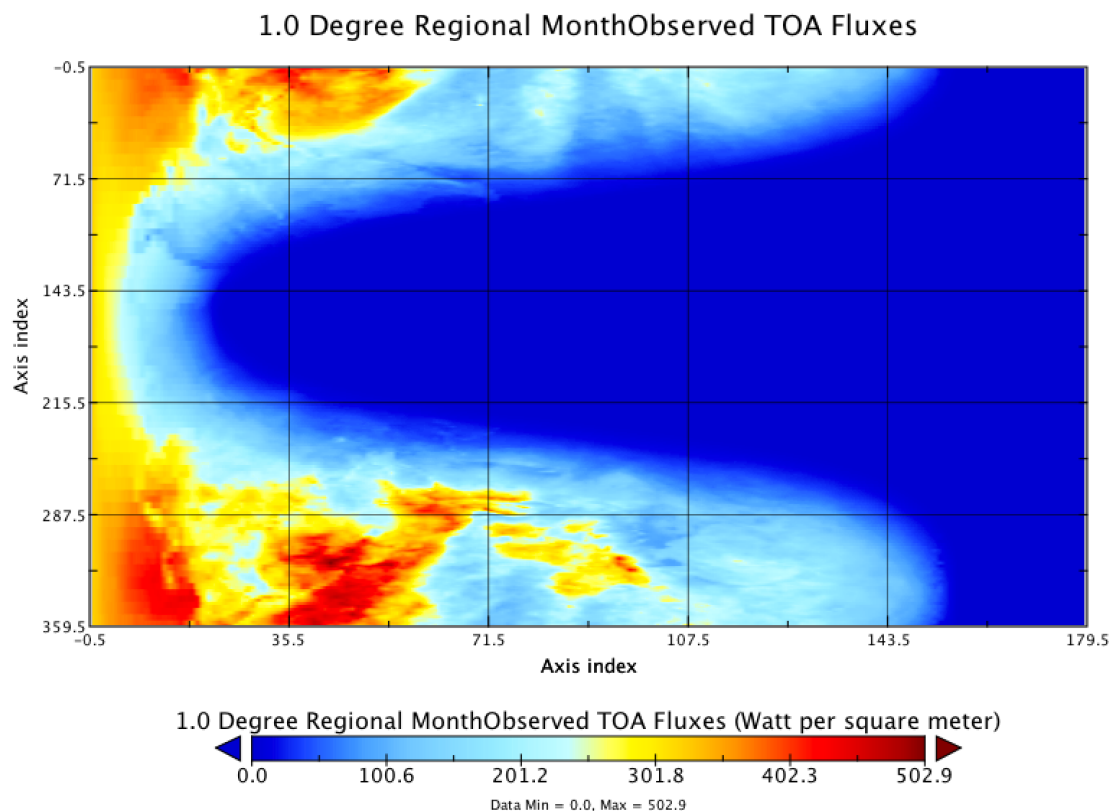 1.0 Degree Regional MonthObserved TOA Fluxes
−0.5
71.5
143.5
215.5
287.5
359.5
Axis index
−0.5 35.5 71.5 107.5 143.5 179.5
Axis index
1.0 Degree Regional MonthObserved TOA Fluxes (Watt per square meter)
0.0 100.6 201.2 301.8 402.3 502.9
Data Min = 0.0, Max = 502.9